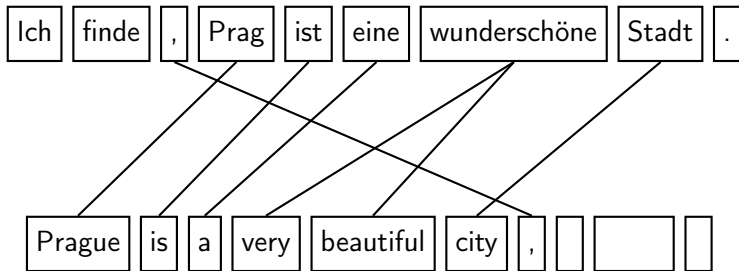 Ich finde , Prag ist eine wunderschöne Stadt .
Prague is a very beautiful city ,